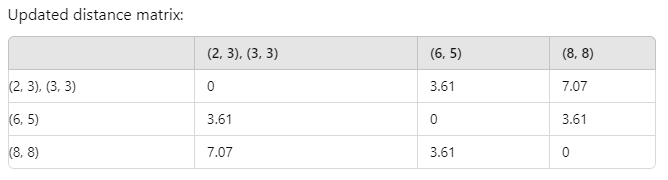 Updated distance matrix:
(2, 3), (3, 3) (6, 5) (8, 8)
(2, 3), (3, 3) 0 3.61 7.07
(6, 5) 3.61 0 3.61
(8, 8) 7.07 3.61 0